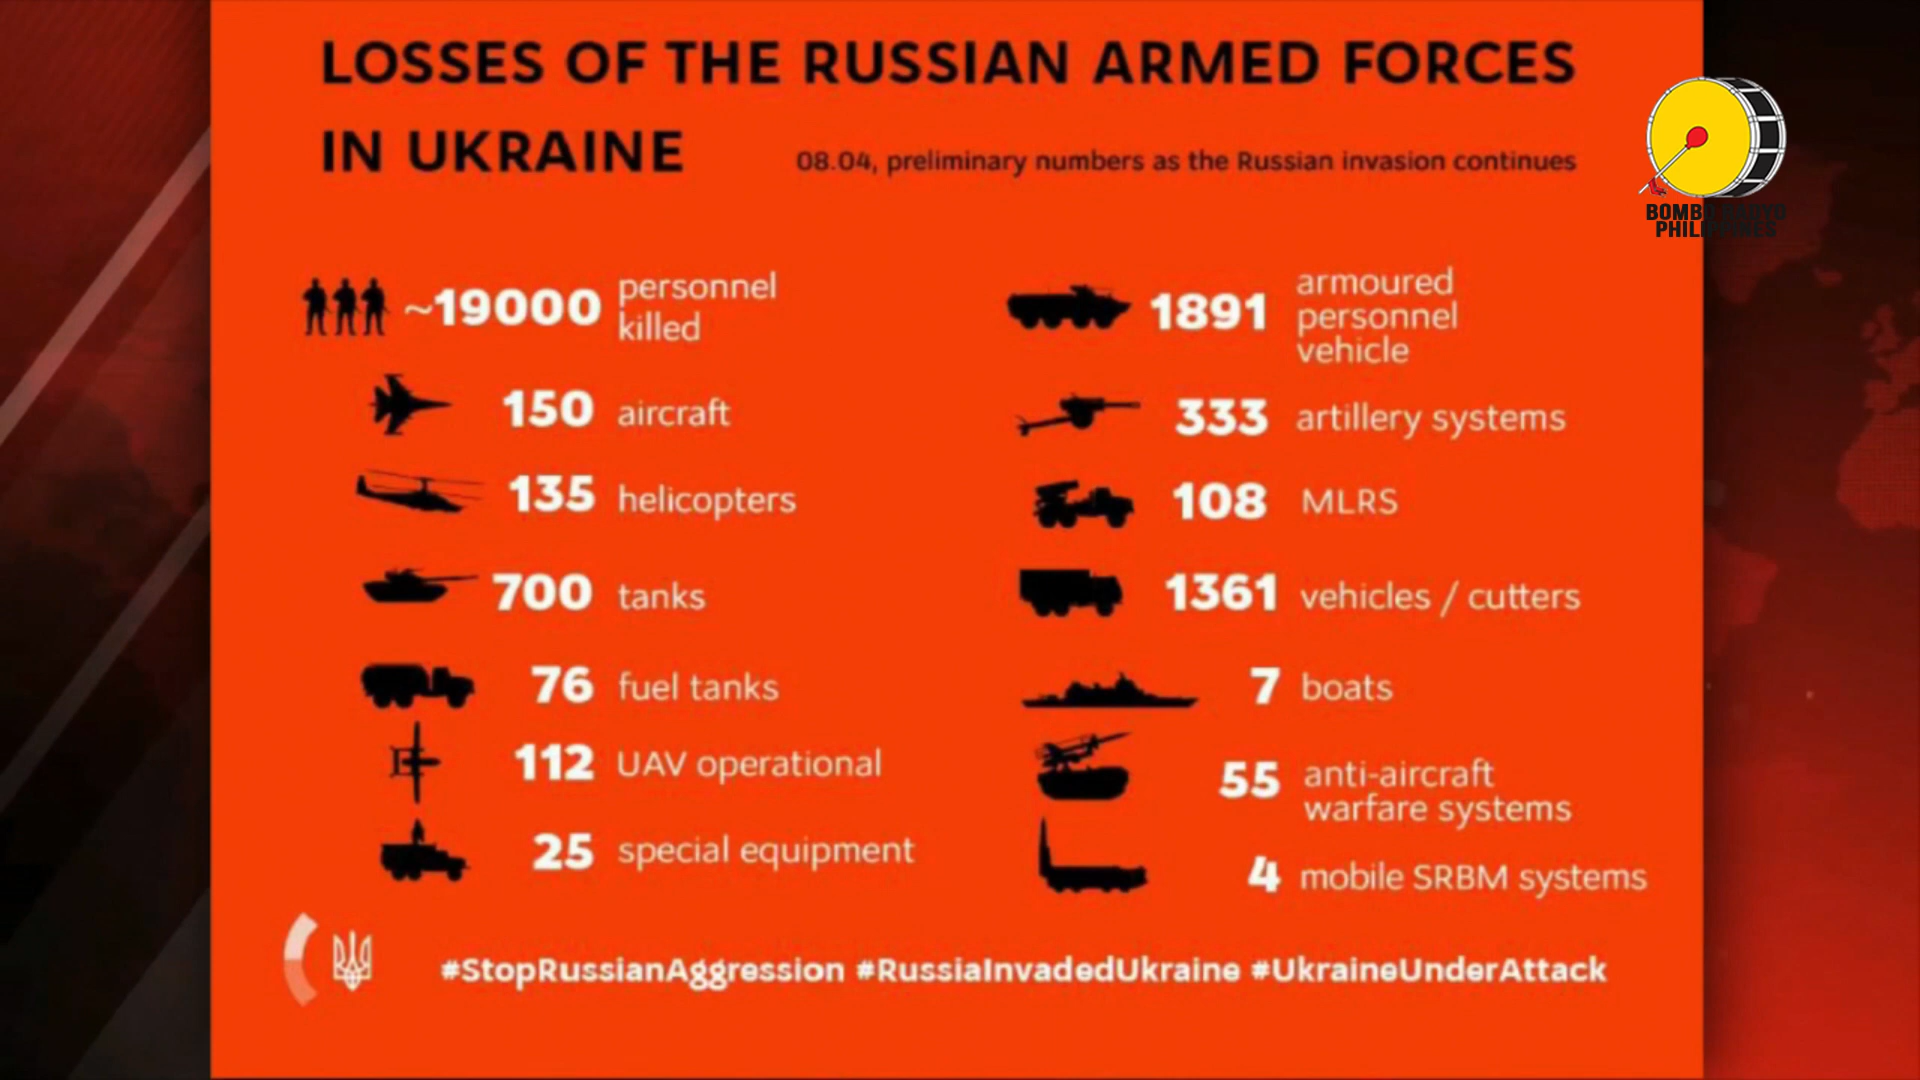 LOSSES OF THE RUSSIAN ARMED FORCES
IN UKRAINE
08.04, preliminary numbers as the Russian invasion continues
BOMBO RADYO
PHILIPPINES
~19000 personnel
killed
150 aircraft
135 helicopters
700 tanks
76 fuel tanks
112 UAV operational
25 special equipment
1891 armoured
personnel
vehicle
333 artillery systems
108 MLRS
1361 vehicles / cutters
7 boats
55 anti-aircraft
warfare systems
4 mobile SRBM systems
#StopRussianAggression #RussiaInvadedUkraine #UkraineUnderAttack